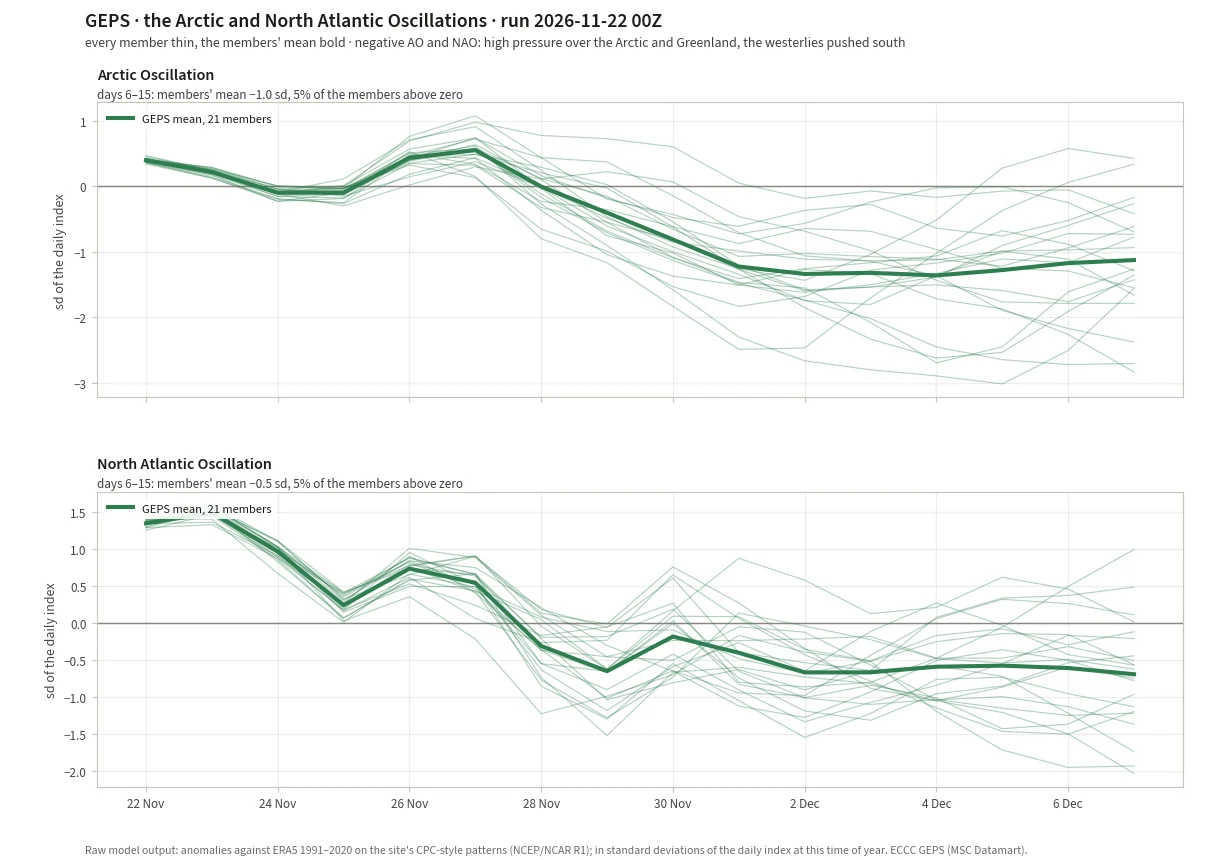 GEPS · the Arctic and North Atlantic Oscillations · run 2026-11-22 00Z
every member thin, the members' mean bold · negative AO and NAO: high pressure over the Arctic and Greenland, the westerlies pushed south
Arctic Oscillation
days 6–15: members' mean −1.0 sd, 5% of the members above zero
GEPS mean, 21 members
sd of the daily index
1
0
−1
−2
−3
North Atlantic Oscillation
days 6–15: members' mean −0.5 sd, 5% of the members above zero
GEPS mean, 21 members
sd of the daily index
1.5
1.0
0.5
0.0
−0.5
−1.0
−1.5
−2.0
22 Nov 24 Nov 26 Nov 28 Nov 30 Nov 2 Dec 4 Dec 6 Dec
Raw model output: anomalies against ERA5 1991–2020 on the site's CPC-style patterns (NCEP/NCAR R1); in standard deviations of the daily index at this time of year. ECCC GEPS (MSC Datamart).